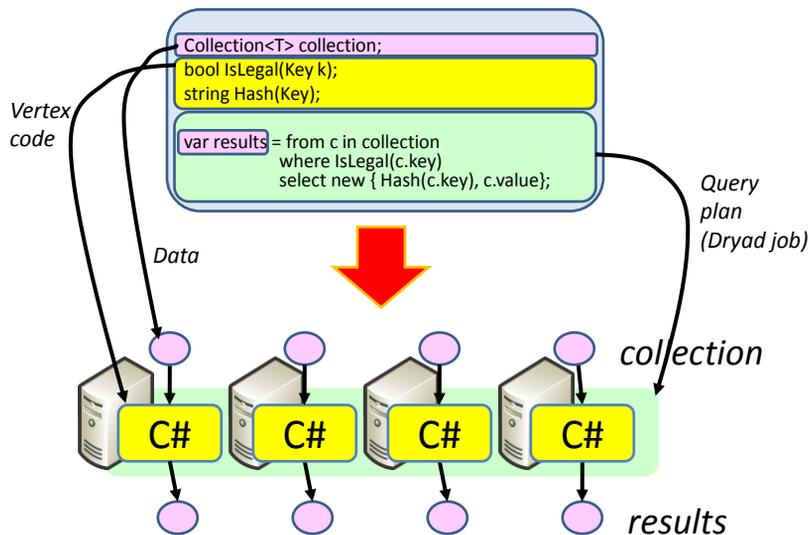 Collection<T> collection;
bool IsLegal(Key k);
string Hash(Key);
var results = from c in collection
where IsLegal(c.key)
select new { Hash(c.key), c.value};
Vertex
code
Data
Query
plan
(Dryad job)
collection
C#
C#
C#
C#
results